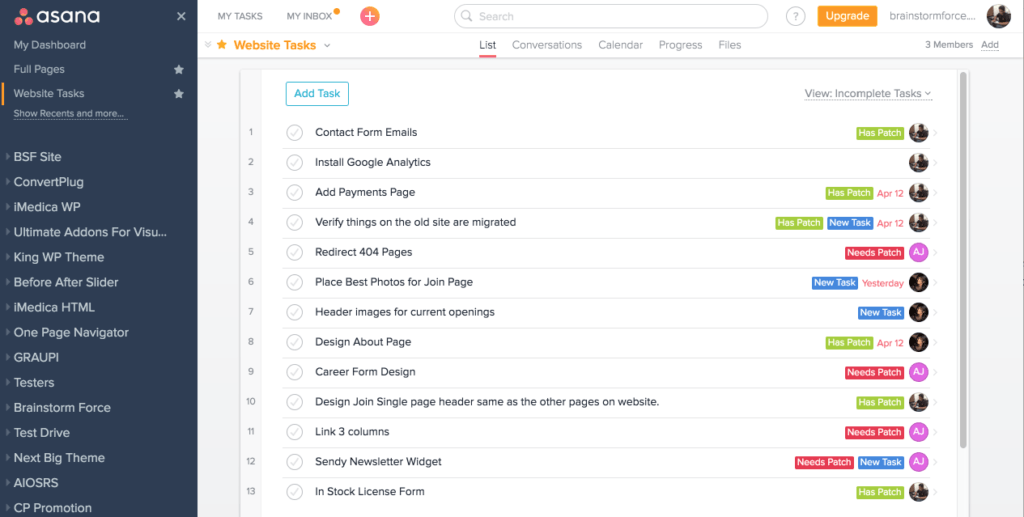 asana
My Dashboard
Full Pages
Website Tasks
Show Recents and more...
BSF Site
ConvertPlug
iMedica WP
Ultimate Addons For Visu...
King WP Theme
Before After Slider
iMedica HTML
One Page Navigator
GRAUPI
Testers
Brainstorm Force
Test Drive
Next Big Theme
AIOSRS
CP Promotion
MY TASKS MY INBOX Search ? Upgrade brainstormforce....
Website Tasks List Conversations Calendar Progress Files 3 Members Add
Add Task View: Incomplete Tasks
1 Contact Form Emails Has Patch
2 Install Google Analytics
3 Add Payments Page Has Patch Apr 12
4 Verify things on the old site are migrated Has Patch New Task Apr 12
5 Redirect 404 Pages Needs Patch AJ
6 Place Best Photos for Join Page New Task Yesterday
7 Header images for current openings New Task
8 Design About Page Has Patch Apr 12
9 Career Form Design Needs Patch AJ
10 Design Join Single page header same as the other pages on website. Has Patch
11 Link 3 columns Needs Patch AJ
12 Sendy Newsletter Widget Needs Patch New Task AJ
13 In Stock License Form Has Patch